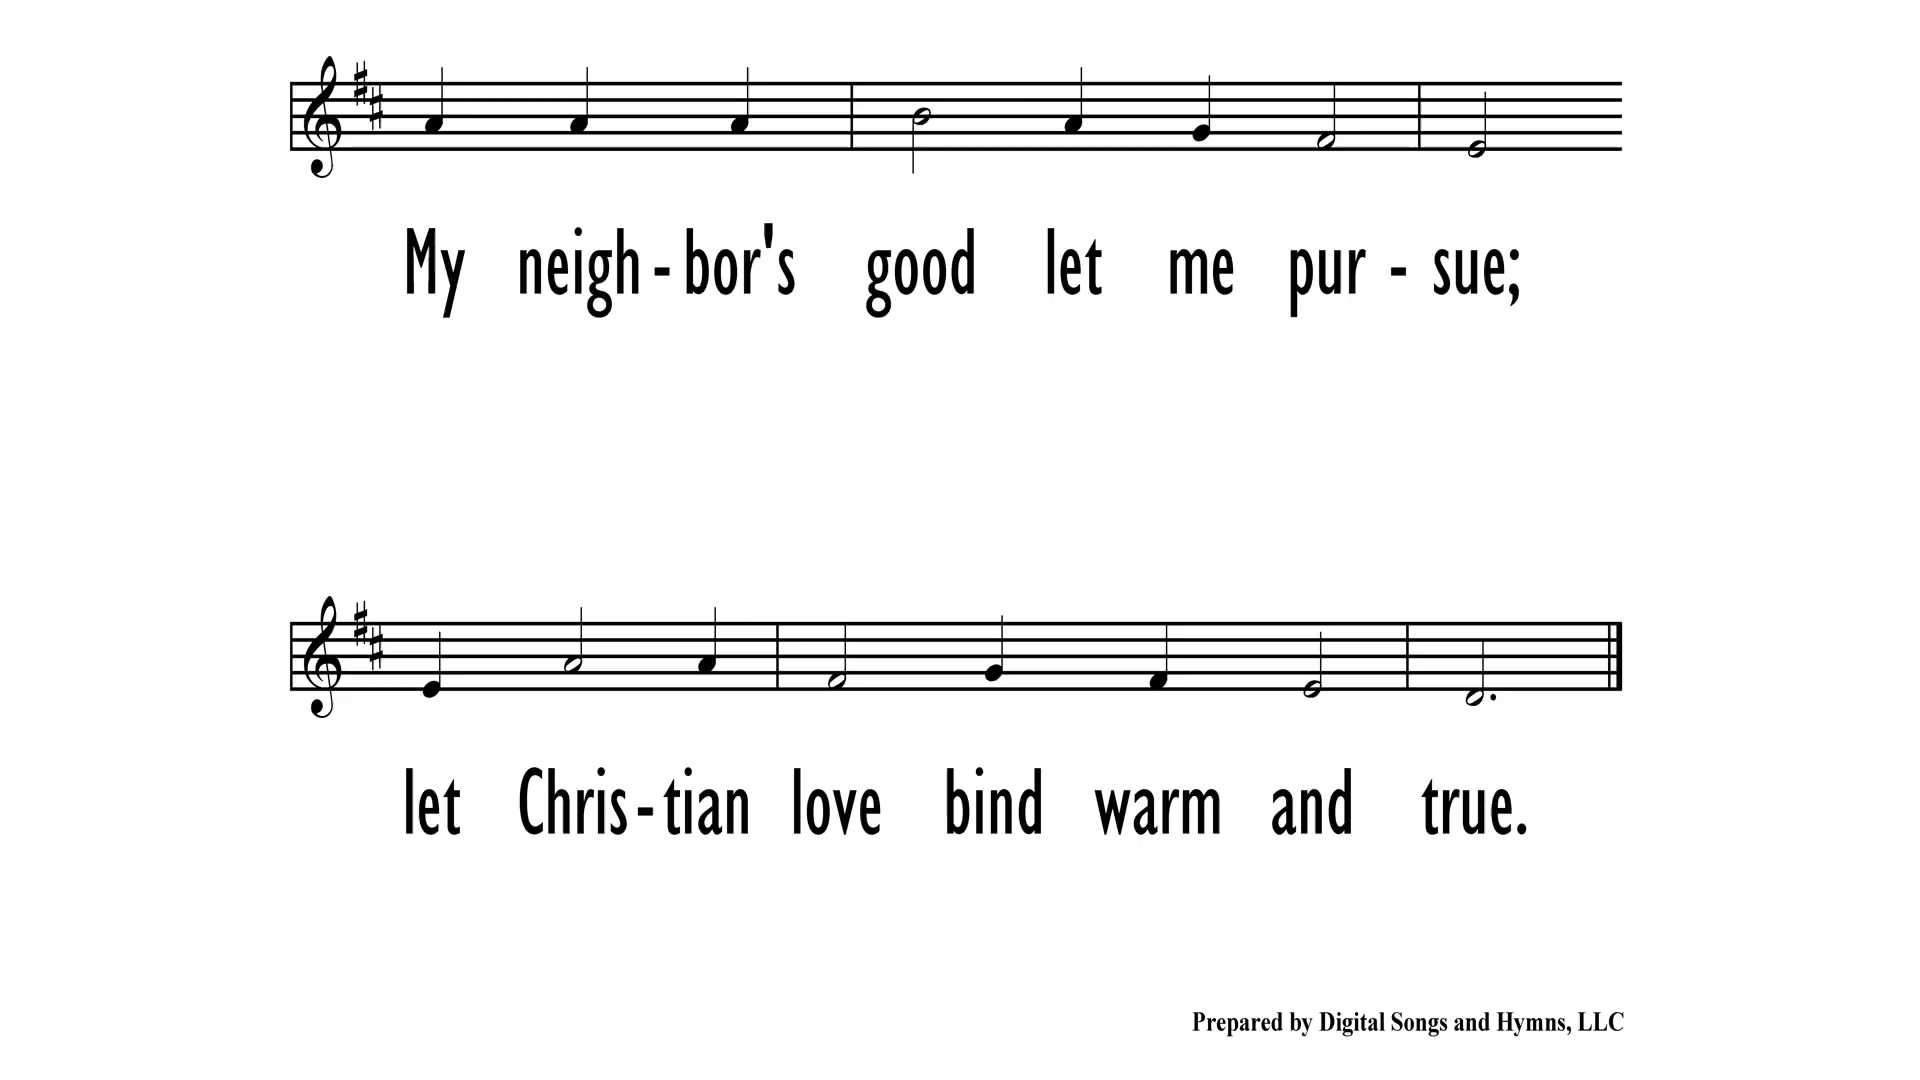 My neigh-bor's good let me pur-sue;
let Chris-tian love bind warm and true.
Prepared by Digital Songs and Hymns, LLC